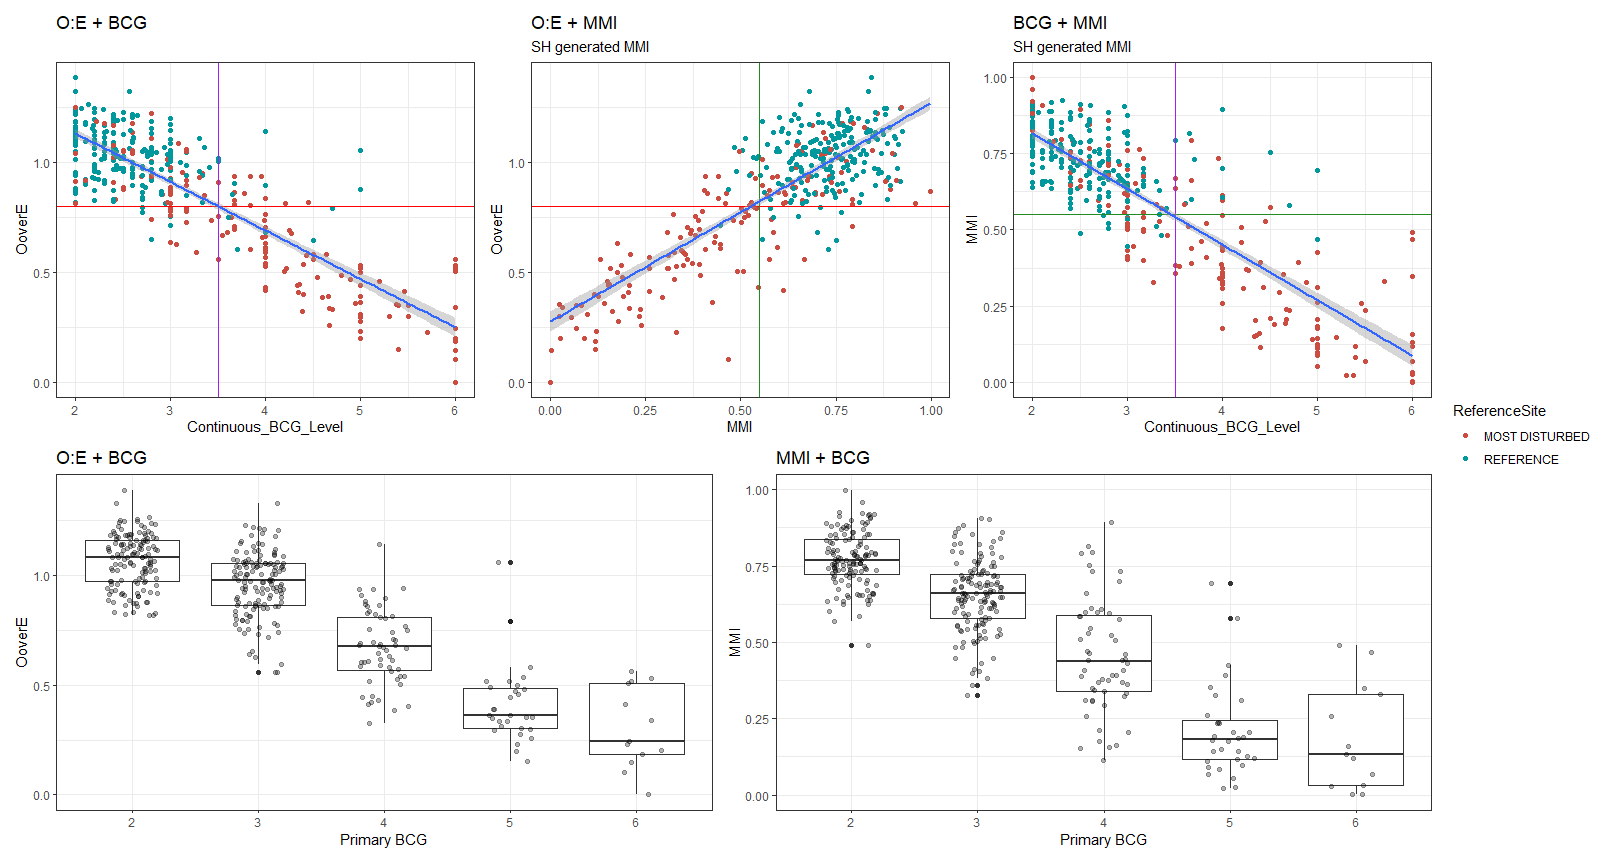 O:E + BCG
O:E + MMI
SH generated MMI
BCG + MMI
SH generated MMI
OoverE
1.0
0.5
0.0
2
3
4
5
6
Continuous_BCG_Level
OoverE
1.0
0.5
0.0
0.00
0.25
0.50
0.75
1.00
MMI
MMI
1.00
0.75
0.50
0.25
0.00
2
3
4
5
6
Continuous_BCG_Level
ReferenceSite
MOST DISTURBED
REFERENCE
O:E + BCG
OoverE
1.0
0.5
0.0
2
3
4
5
6
Primary BCG
MMI + BCG
MMI
1.00
0.75
0.50
0.25
0.00
2
3
4
5
6
Primary BCG